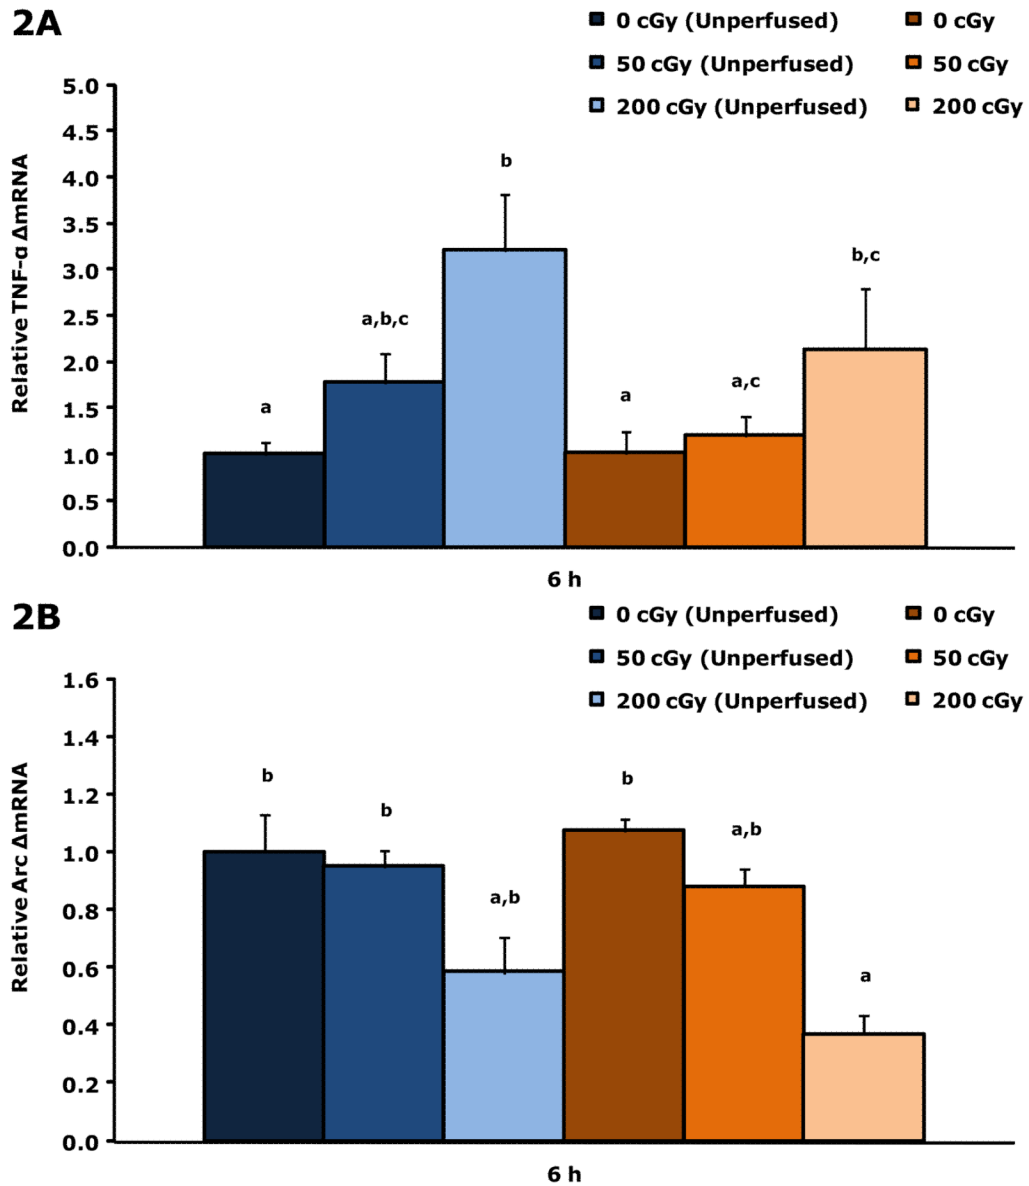 2A
0 cGy (Unperfused) 0 cGy
50 cGy (Unperfused) 50 cGy
200 cGy (Unperfused) 200 cGy
Relative TNF-α ΔmRNA
5.0
4.5
4.0
3.5
3.0
2.5
2.0
1.5
1.0
0.5
0.0
a
a,b,c
b
a
a,c
b,c
6 h
2B
0 cGy (Unperfused) 0 cGy
50 cGy (Unperfused) 50 cGy
200 cGy (Unperfused) 200 cGy
Relative Arc ΔmRNA
1.6
1.4
1.2
1.0
0.8
0.6
0.4
0.2
0.0
b
b
a,b
b
a,b
a
6 h